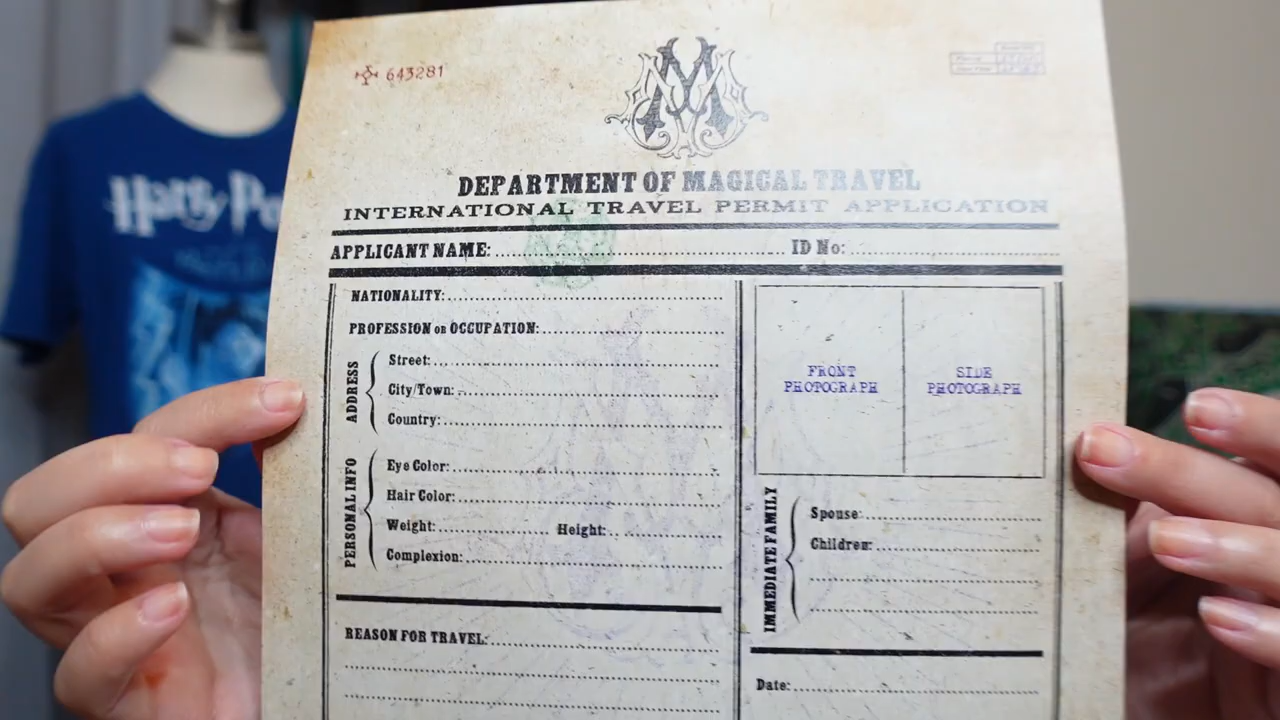 643281
DEPARTMENT OF MAGICAL TRAVEL
INTERNATIONAL TRAVEL PERMIT APPLICATION
APPLICANT NAME: ID No:
NATIONALITY:
PROFESSION OR OCCUPATION:
ADDRESS
Street:
City/Town:
Country:
PERSONAL INFO
Eye Color:
Hair Color:
Weight: Height:
Complexion:
REASON FOR TRAVEL:
FRONT PHOTOGRAPH
SIDE PHOTOGRAPH
IMMEDIATE FAMILY
Spouse:
Children:
Date:
Harry